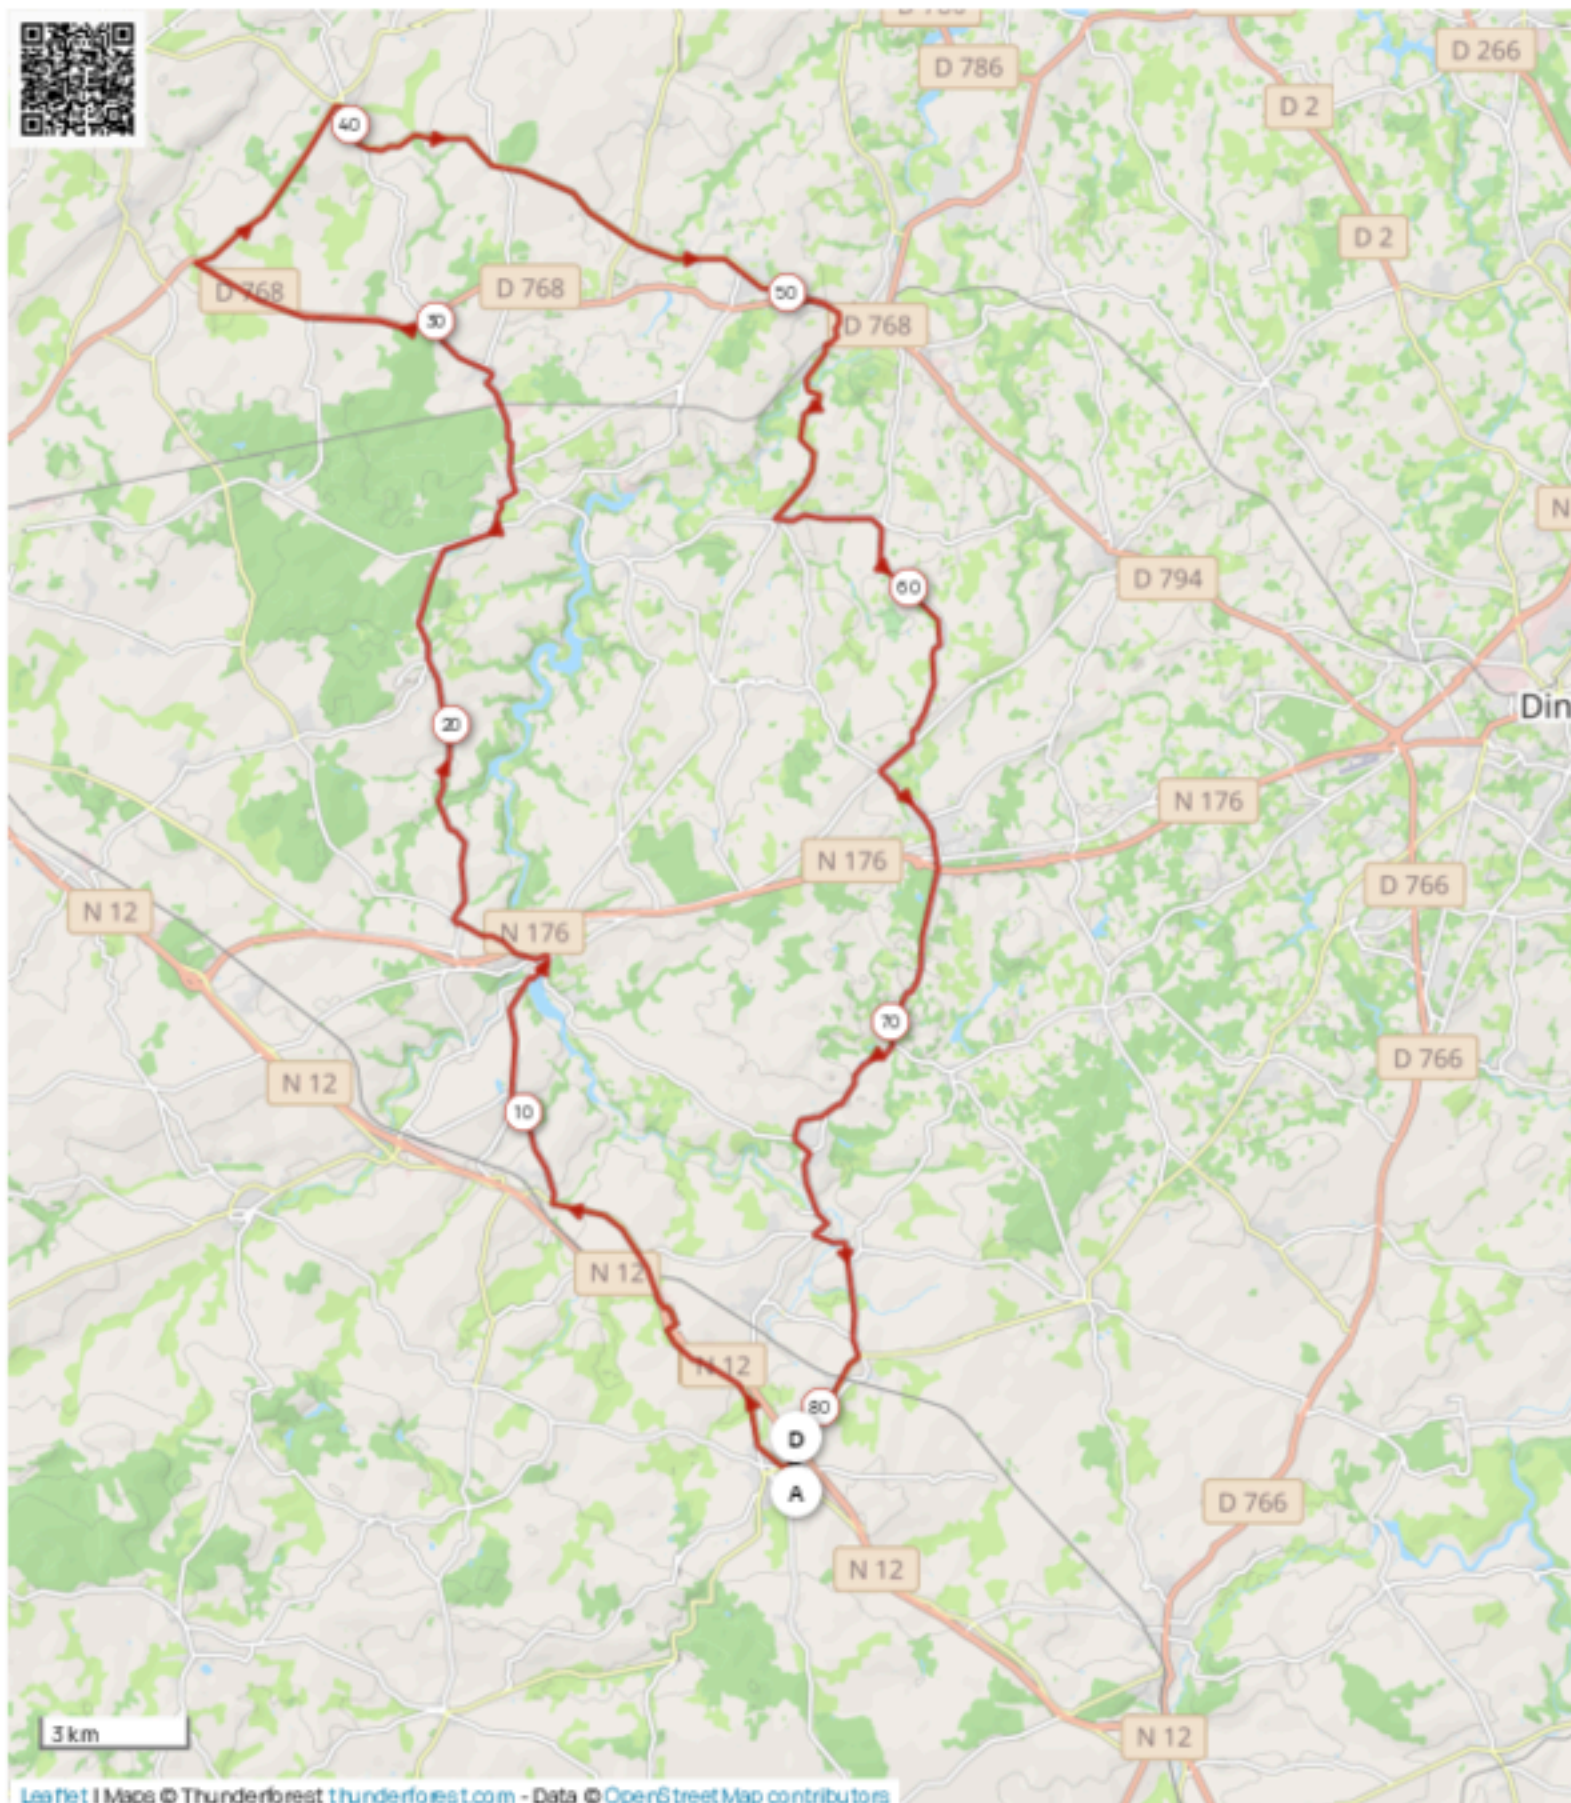 D 786
D 266
D 2
40
D 2
D 768
D 768
50
30
D 768
N
D 794
60
Din
20
N 176
N 176
D 766
N 12
N 176
70
D 766
N 12
10
N 12
N 12
80
D
A
D 766
N 12
3 km
N 12
Leaflet | Maps © Thunderforest thunderforest.com - Data © OpenStreetMap contributors